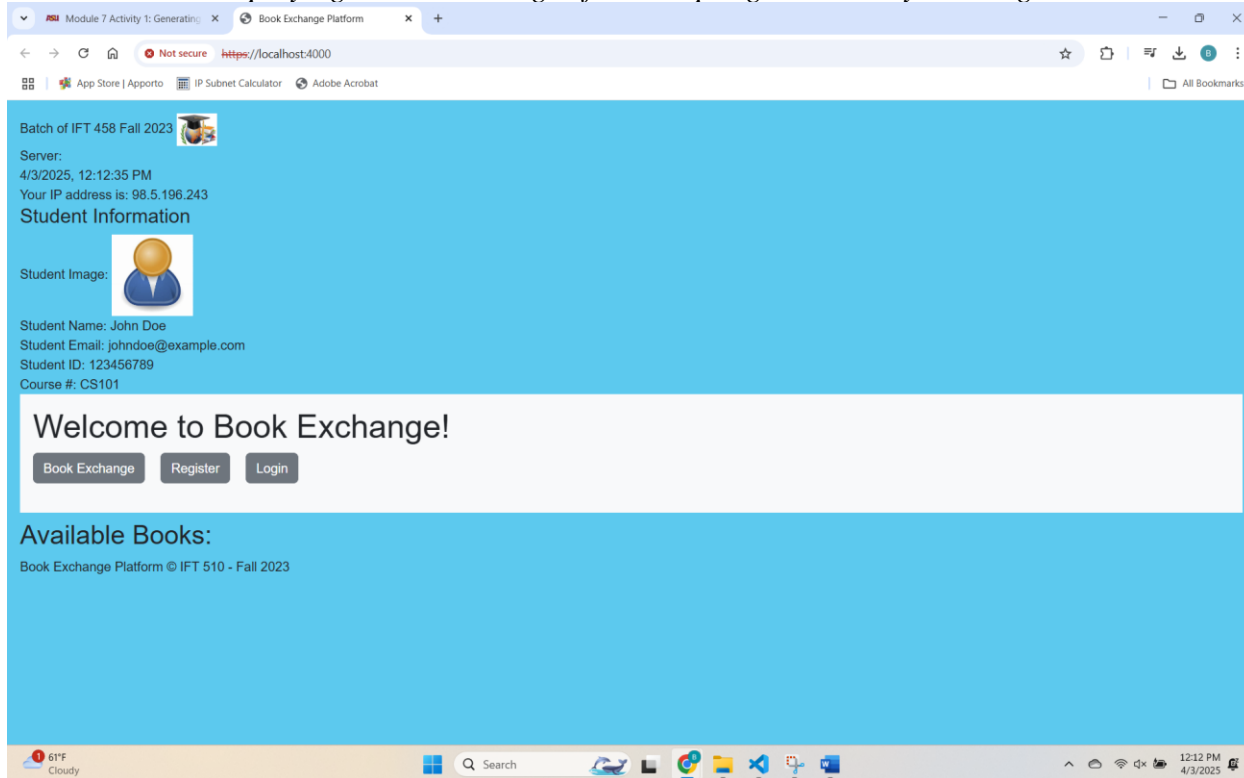 Module 7 Activity 1: Generating
Book Exchange Platform
Not secure https://localhost:4000
App Store | Apporto IP Subnet Calculator Adobe Acrobat All Bookmarks
Batch of IFT 458 Fall 2023
Server:
4/3/2025, 12:12:35 PM
Your IP address is: 98.5.196.243
Student Information
Student Image:
Student Name: John Doe
Student Email: johndoe@example.com
Student ID: 123456789
Course #: CS101
Welcome to Book Exchange!
Book Exchange Register Login
Available Books:
Book Exchange Platform © IFT 510 - Fall 2023
61°F
Cloudy
Search
12:12 PM
4/3/2025